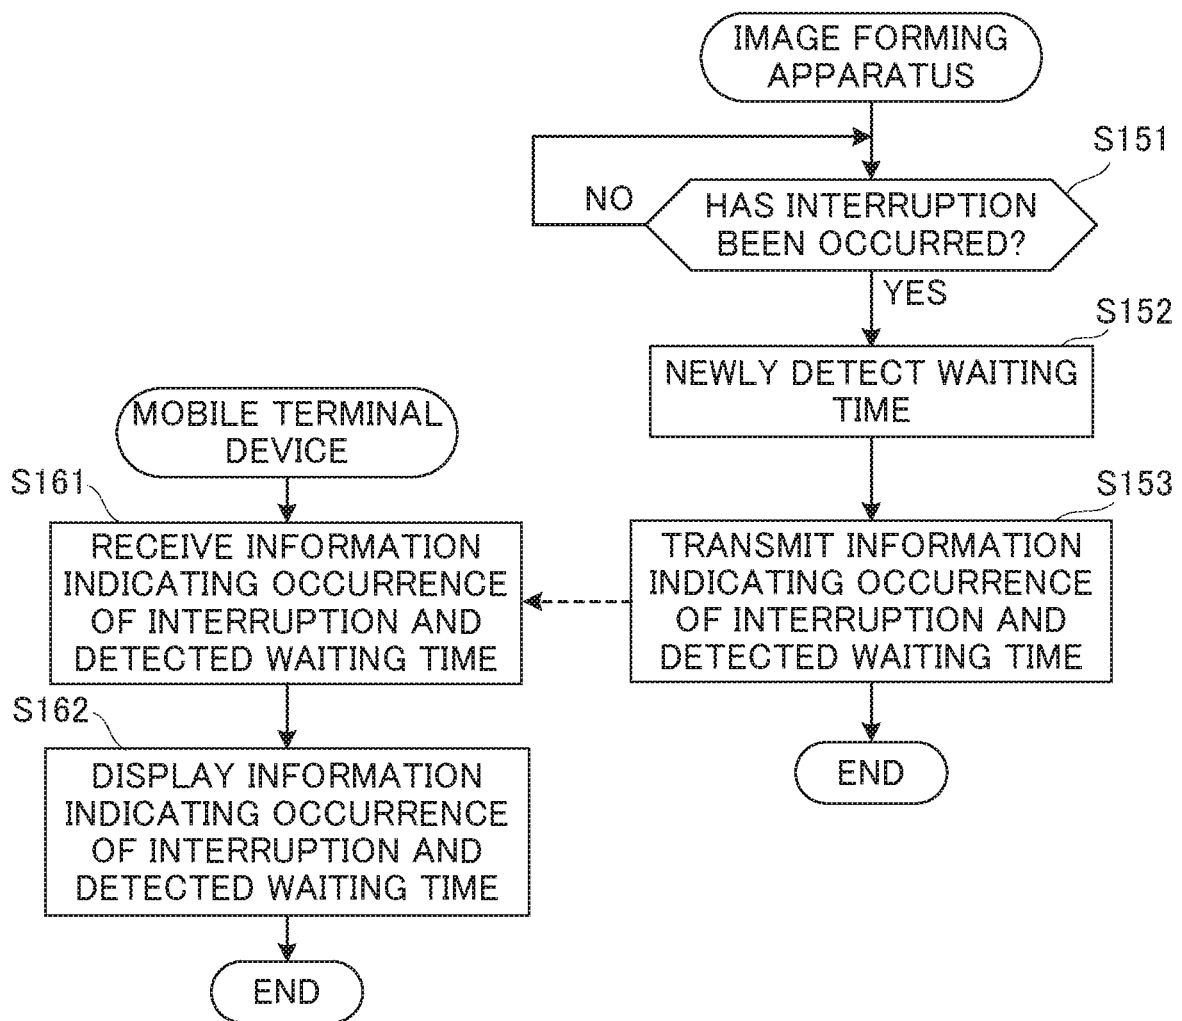 IMAGE FORMING
APPARATUS
S151
NO
HAS INTERRUPTION
BEEN OCCURRED?
YES
S152
NEWLY DETECT WAITING
TIME
S153
TRANSMIT INFORMATION
INDICATING OCCURRENCE
OF INTERRUPTION AND
DETECTED WAITING TIME
END
MOBILE TERMINAL
DEVICE
S161
RECEIVE INFORMATION
INDICATING OCCURRENCE
OF INTERRUPTION AND
DETECTED WAITING TIME
S162
DISPLAY INFORMATION
INDICATING OCCURRENCE
OF INTERRUPTION AND
DETECTED WAITING TIME
END